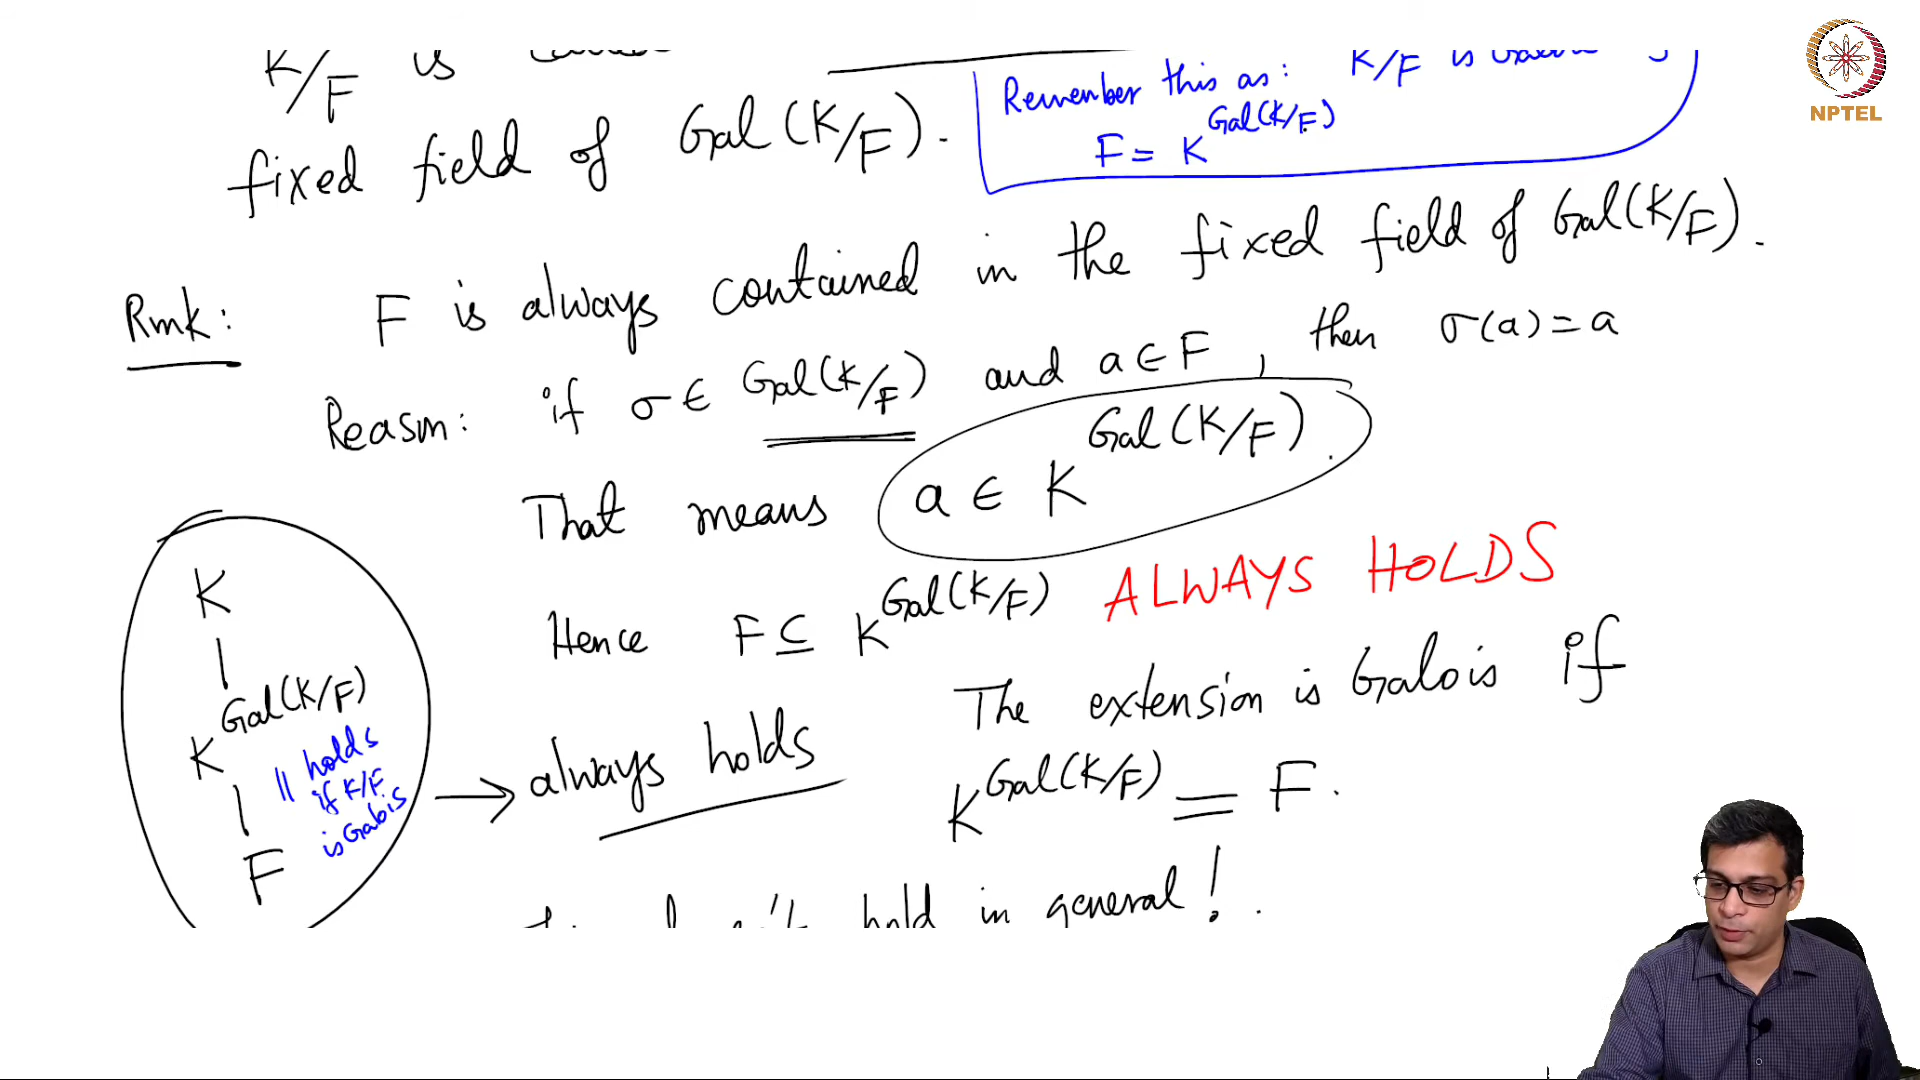 K/F is
fixed field of Gal(K/F).
Remember this as: K/F is
F = K^Gal(K/F)
Rmk: F is always contained in the fixed field of Gal(K/F).
Reason: if σ ∈ Gal(K/F) and a ∈ F, then σ(a) = a
That means a ∈ K^Gal(K/F).
Hence F ⊆ K^Gal(K/F) ALWAYS HOLDS
K
|
K^Gal(K/F)
|
F
|| holds
if K/F
is Galois
→ always holds
The extension is Galois if
K^Gal(K/F) = F.
hold in general!.
NPTEL